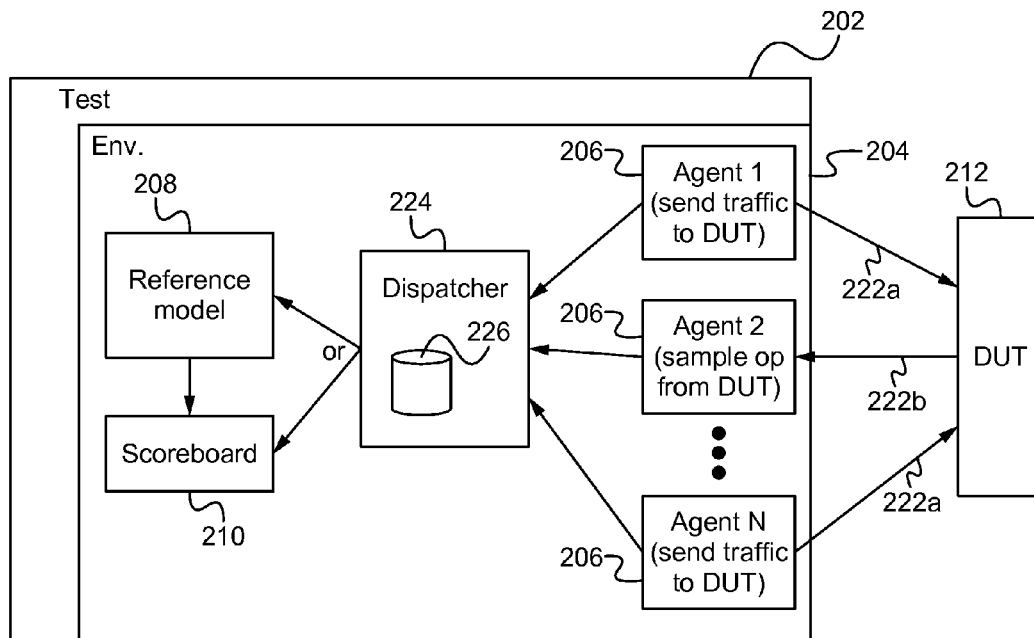 202
Test
Env.
206
Agent 1
(send traffic
to DUT)
204
208
224
212
Reference
model
Dispatcher
222a
226
or
206
Agent 2
(sample op
from DUT)
DUT
222b
Scoreboard
210
222a
206
Agent N
(send traffic
to DUT)